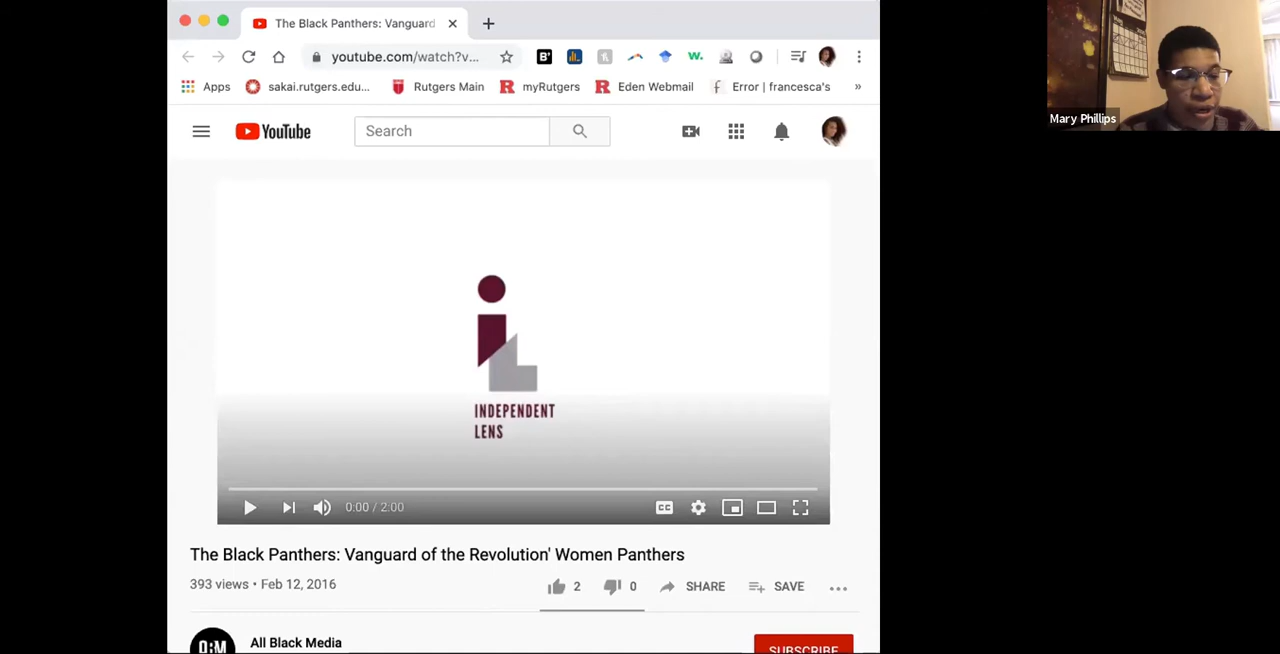 The Black Panthers: Vanguard
youtube.com/watch?v...
Apps sakai.rutgers.edu... Rutgers Main myRutgers Eden Webmail Error | francesca's »
YouTube
Search
INDEPENDENT
LENS
0:00 / 2:00
CC
The Black Panthers: Vanguard of the Revolution' Women Panthers
393 views • Feb 12, 2016
2 0 SHARE SAVE
All Black Media
SUBSCRIBE
Mary Phillips